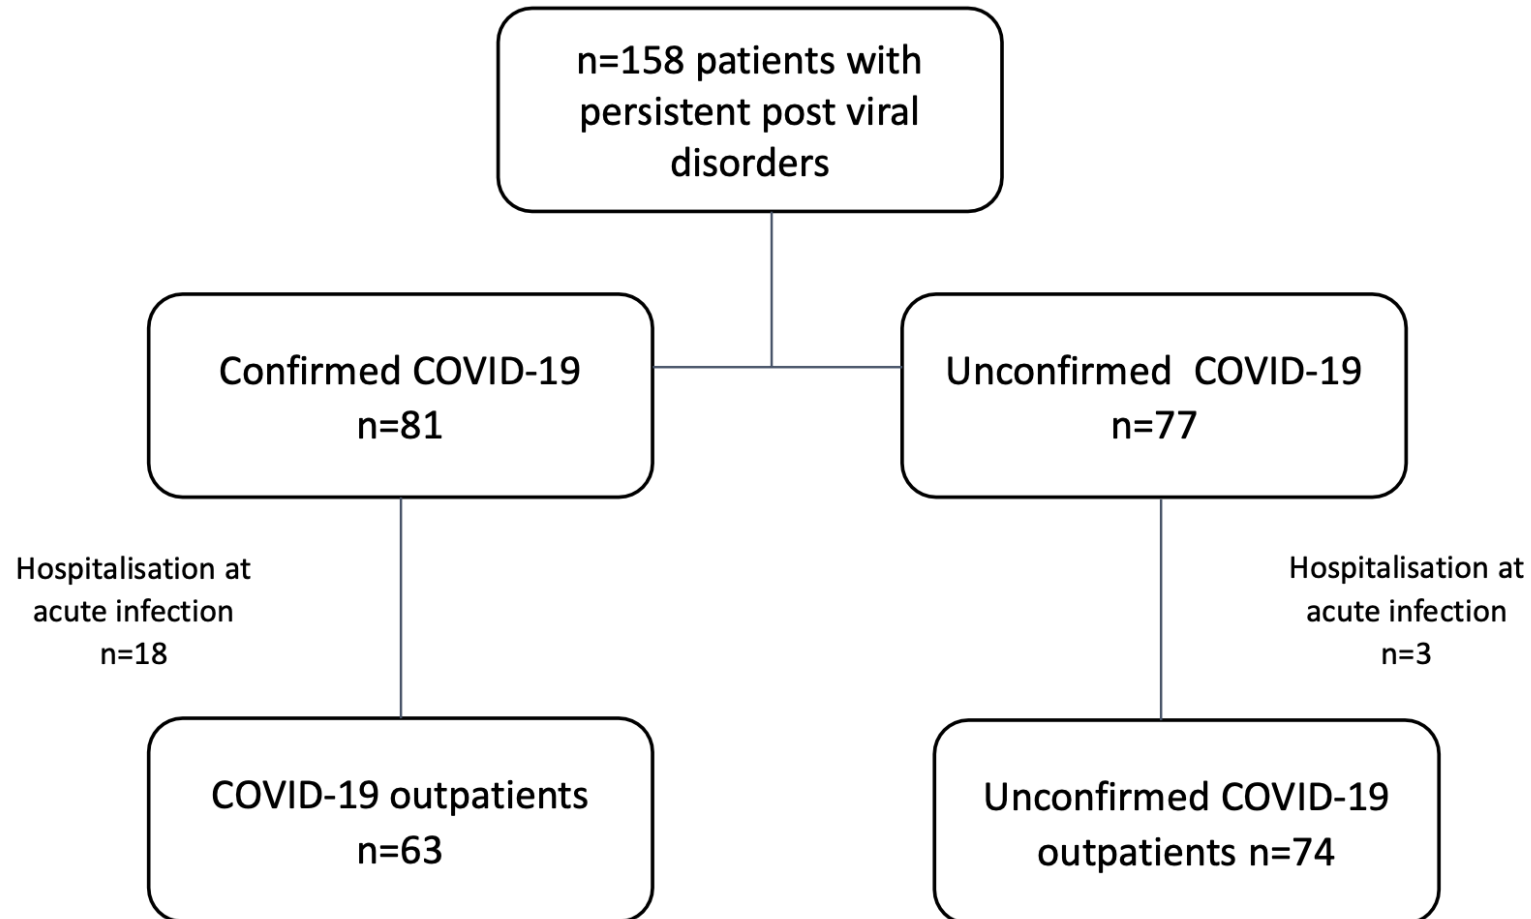 n=158 patients with
persistent post viral
disorders
Confirmed COVID-19
n=81
Unconfirmed  COVID-19
n=77
Hospitalisation at
acute infection
n=18
Hospitalisation at
acute infection
n=3
COVID-19 outpatients
n=63
Unconfirmed COVID-19
outpatients n=74